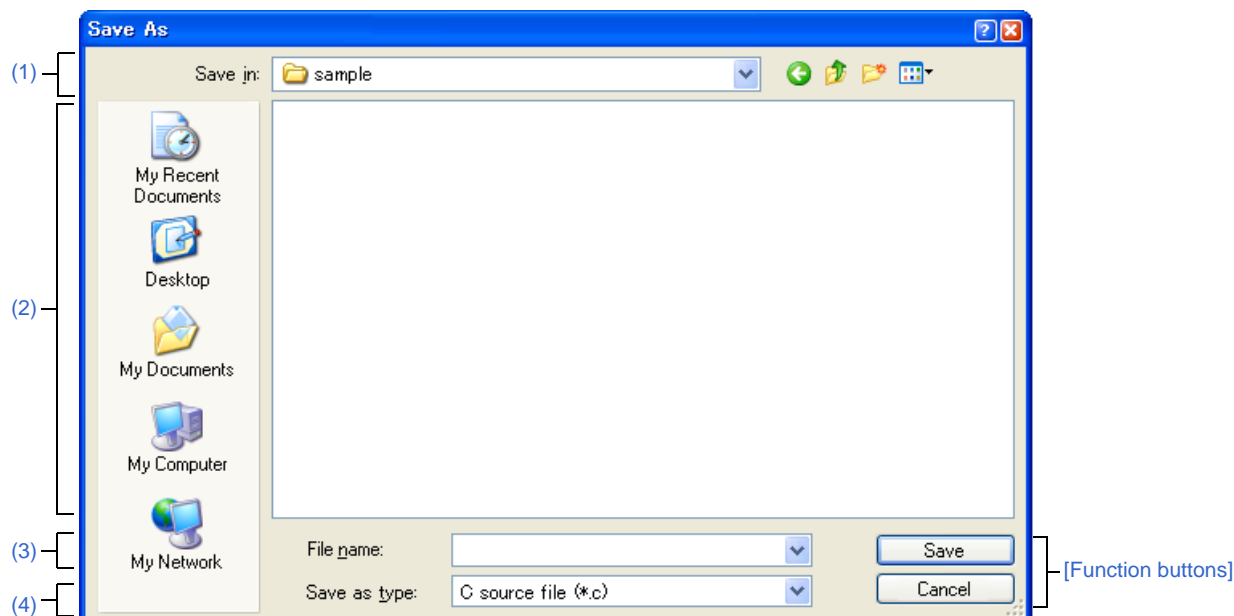 Save As
(1)
Save in:
sample
My Recent
Documents
Desktop
(2)
My Documents
My Computer
My Network
(3)
File name:
Save
[Function buttons]
(4)
Save as type:
C source file (*.c)
Cancel